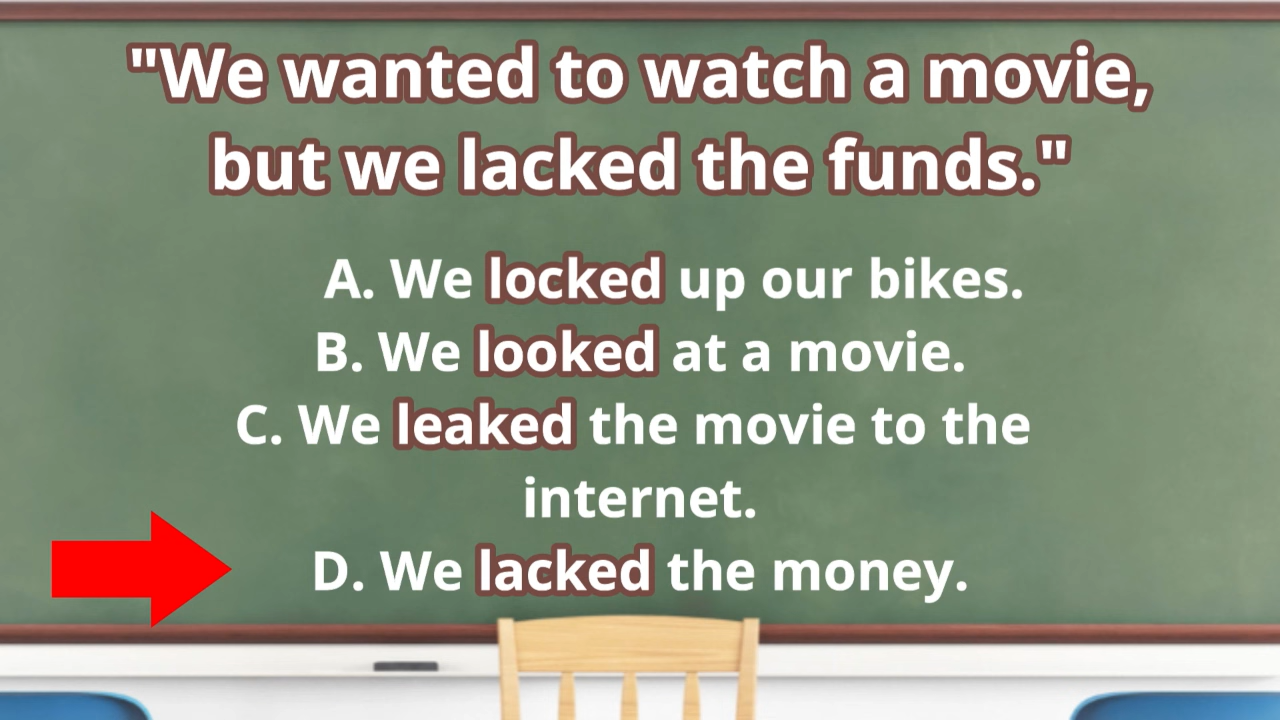 "We wanted to watch a movie,
but we lacked the funds."
A. We locked up our bikes.
B. We looked at a movie.
C. We leaked the movie to the
internet.
D. We lacked the money.